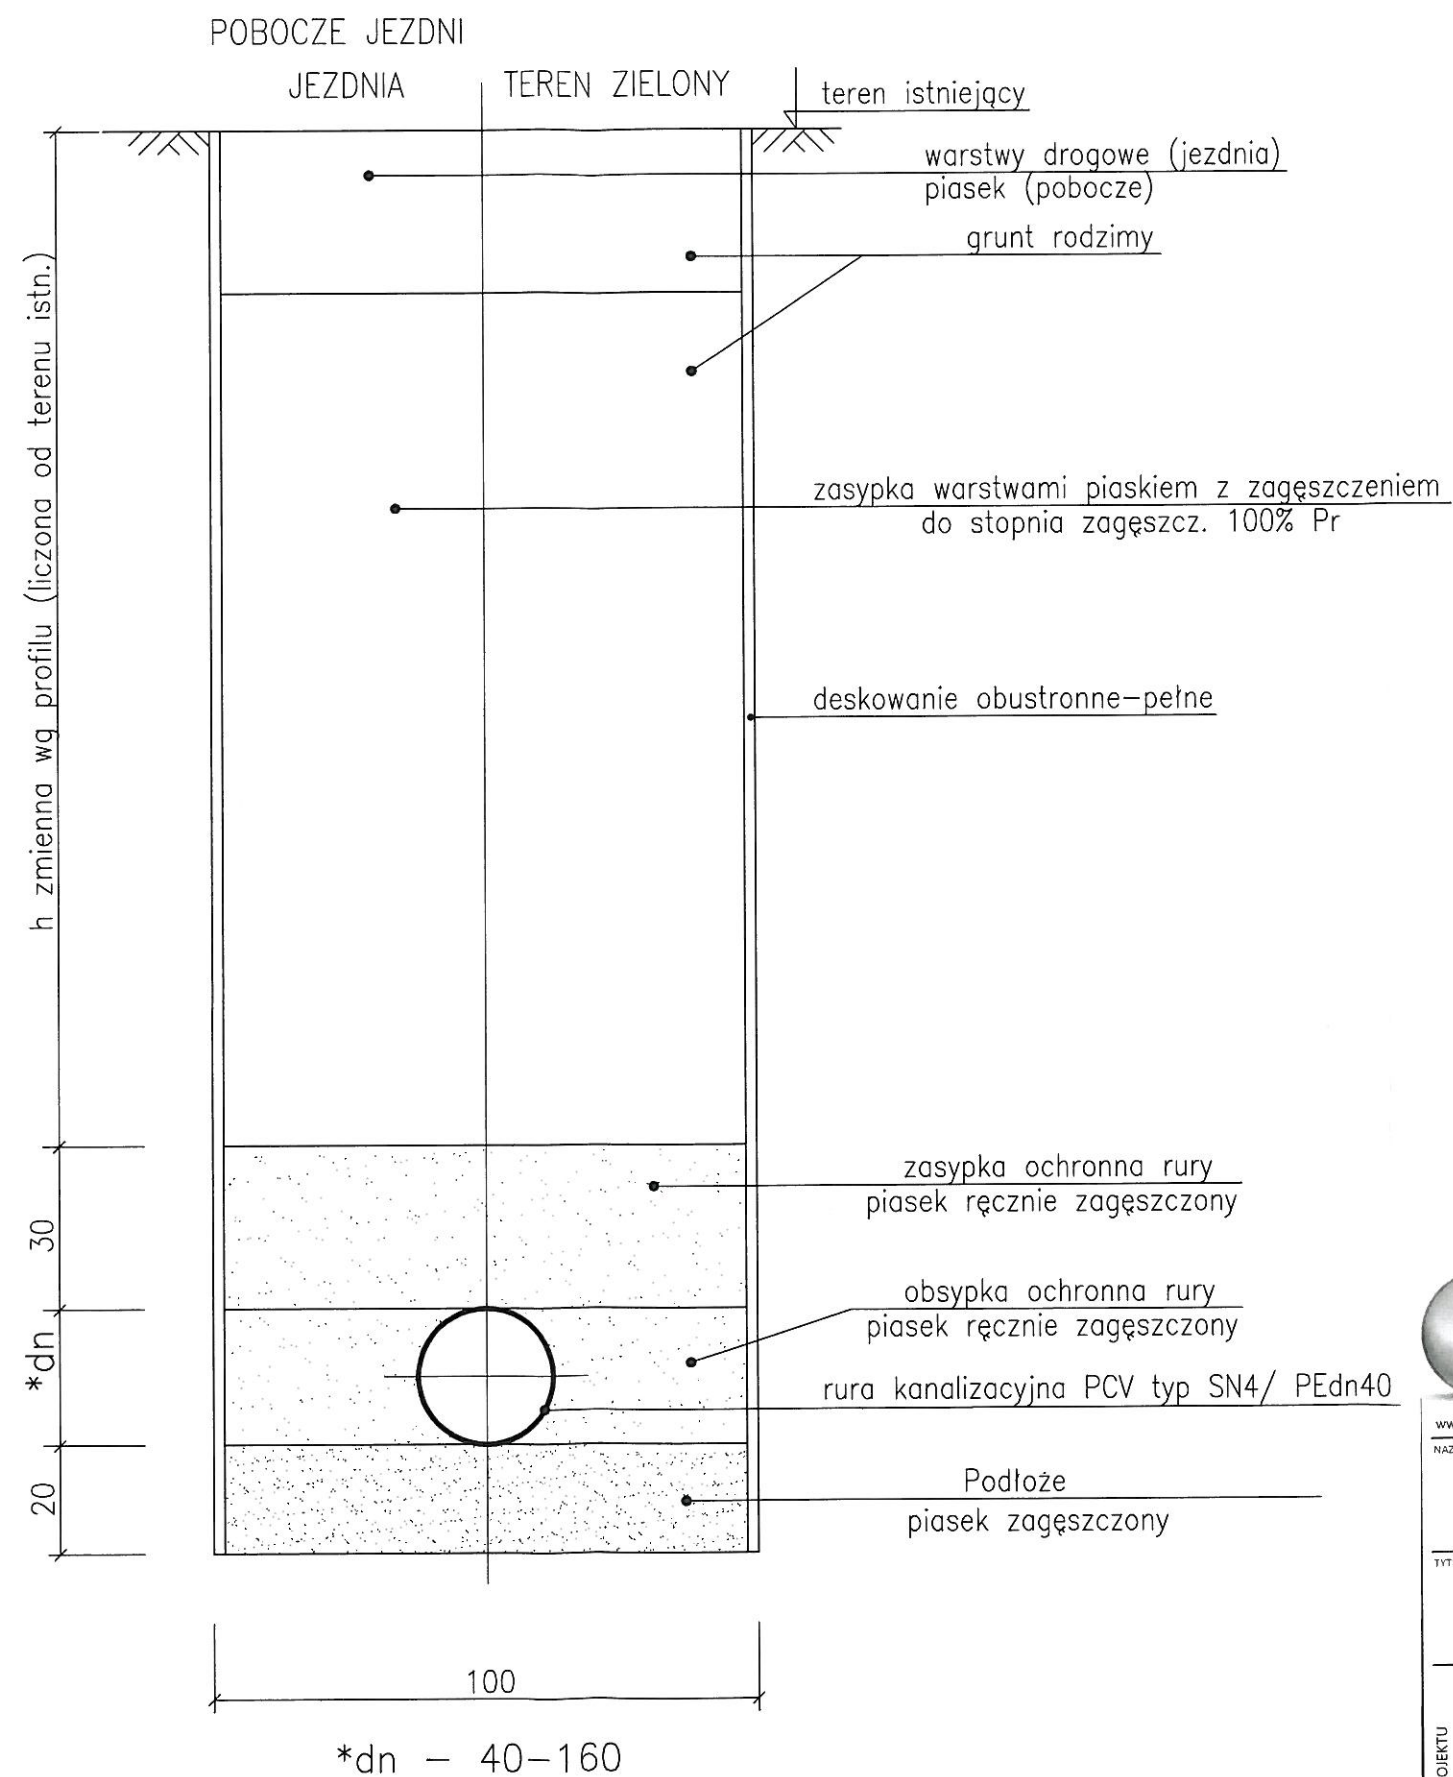 POBOCZE JEZDNI
JEZDNIA
TEREN ZIELONY
teren istniejący
warstwy drogowe (jezdnia)
piasek (pobocze)
grunt rodzimy
h zmienna wg profilu (liczona od terenu istn.)
zasypka warstwami piaskiem z zagęszczeniem
do stopnia zagęszcz. 100% Pr
deskowanie obustronne-pełne
zasypka ochronna rury
piasek ręcznie zagęszczony
30
obsypka ochronna rury
piasek ręcznie zagęszczony
*dn
rura kanalizacyjna PCV typ SN4/ PEdn40
Podłoże
piasek zagęszczony
20
100
*dn - 40-160
NAZ
TYT
OJEKTU